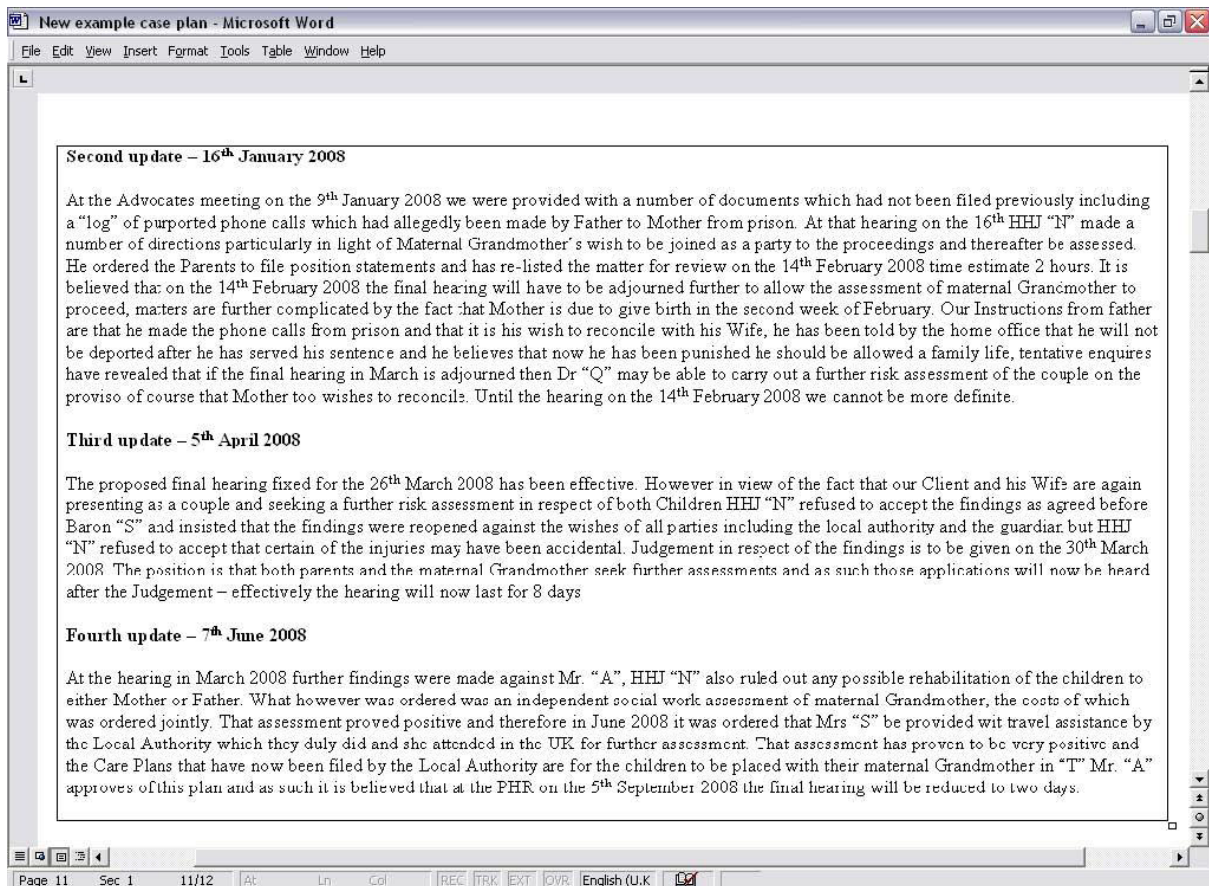 New example case plan - Microsoft Word
File Edit View Insert Format Tools Table Window Help
Second update – 16th January 2008
At the Advocates meeting on the 9th January 2008 we were provided with a number of documents which had not been filed previously including
a “log” of purported phone calls which had allegedly been made by Father to Mother from prison. At that hearing on the 16th HHJ “N” made a
number of directions particularly in light of Maternal Grandmother’s wish to be joined as a party to the proceedings and thereafter be assessed.
He ordered the Parents to file position statements and has re-listed the matter for review on the 14th February 2008 time estimate 2 hours. It is
believed that on the 14th February 2008 the final hearing will have to be adjourned further to allow the assessment of maternal Grandmother to
proceed, matters are further complicated by the fact that Mother is due to give birth in the second week of February. Our Instructions from father
are that he made the phone calls from prison and that it is his wish to reconcile with his Wife, he has been told by the home office that he will not
be deported after he has served his sentence and he believes that now he has been punished he should be allowed a family life, tentative enquires
have revealed that if the final hearing in March is adjourned then Dr “Q” may be able to carry out a further risk assessment of the couple on the
proviso of course that Mother too wishes to reconcile. Until the hearing on the 14th February 2008 we cannot be more definite.
Third update – 5th April 2008
The proposed final hearing fixed for the 26th March 2008 has been effective. However in view of the fact that our Client and his Wife are again
presenting as a couple and seeking a further risk assessment in respect of both Children HHJ “N” refused to accept the findings as agreed before
Baron “S” and insisted that the findings were reopened against the wishes of all parties including the local authority and the guardian but HHJ
“N” refused to accept that certain of the injuries may have been accidental. Judgement in respect of the findings is to be given on the 30th March
2008. The position is that both parents and the maternal Grandmother seek further assessments and as such those applications will now be heard
after the Judgement – effectively the hearing will now last for 8 days
Fourth update – 7th June 2008
At the hearing in March 2008 further findings were made against Mr. “A”, HHJ “N” also ruled out any possible rehabilitation of the children to
either Mother or Father. What however was ordered was an independent social work assessment of maternal Grandmother, the costs of which
was ordered jointly. That assessment proved positive and therefore in June 2008 it was ordered that Mrs “S” be provided wit travel assistance by
the Local Authority which they duly did and she attended in the UK for further assessment. That assessment has proven to be very positive and
the Care Plans that have now been filed by the Local Authority are for the children to be placed with their maternal Grandmother in “T” Mr. “A”
approves of this plan and as such it is believed that at the PHR on the 5th September 2008 the final hearing will be reduced to two days.
Page 11 Sec 1 11/12 At Ln Col REC TRK EXT OVR English (U.K